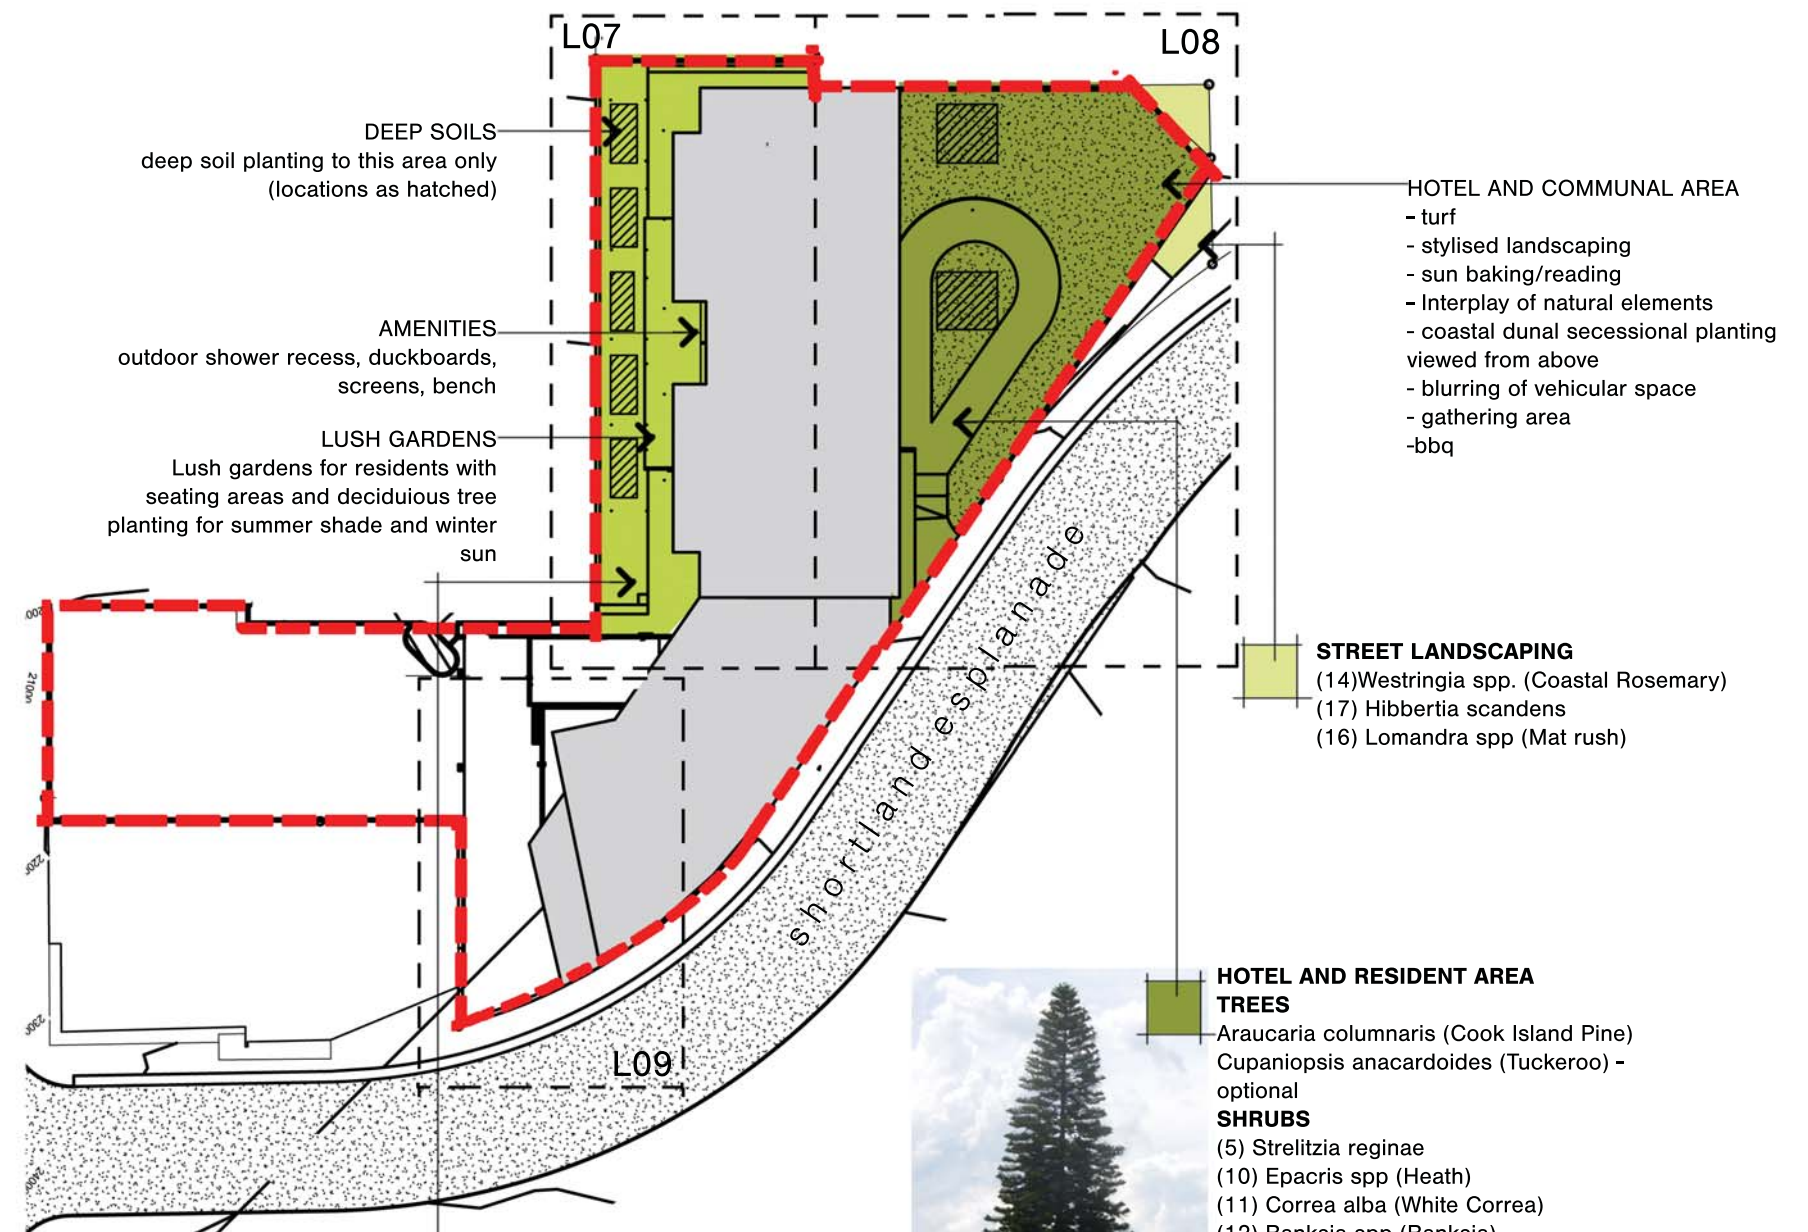 L07
L08
DEEP SOILS
deep soil planting to this area only
(locations as hatched)
AMENITIES
outdoor shower recess, duckboards,
screens, bench
LUSH GARDENS
Lush gardens for residents with
seating areas and deciduious tree
planting for summer shade and winter
sun
HOTEL AND COMMUNAL AREA
- turf
- stylised landscaping
- sun baking/reading
- Interplay of natural elements
- coastal dunal secessional planting
viewed from above
- blurring of vehicular space
- gathering area
-bbq
shortland esplanade
STREET LANDSCAPING
(14)Westringia spp. (Coastal Rosemary)
(17) Hibbertia scandens
(16) Lomandra spp (Mat rush)
L09
HOTEL AND RESIDENT AREA
TREES
Araucaria columnaris (Cook Island Pine)
Cupaniopsis anacardoides (Tuckeroo) -
optional
SHRUBS
(5) Strelitzia reginae
(10) Epacris spp (Heath)
(11) Correa alba (White Correa)
(12) Banksia spp (Banksia)